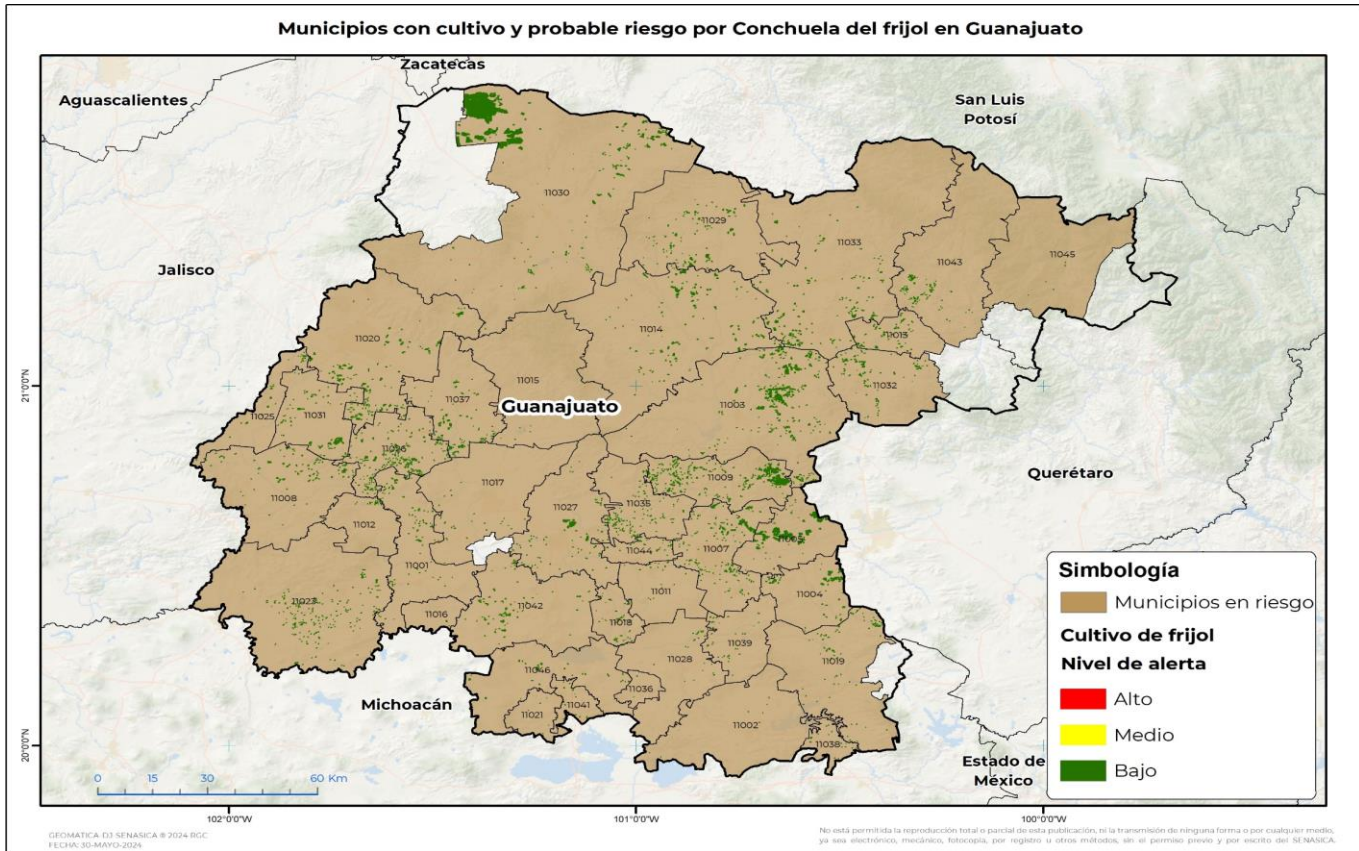 Municipios con cultivo y probable riesgo por Conchuela del frijol en Guanajuato
Zacatecas
Aguascalientes
San Luis
Potosí
11030
11029
11033
11043
11045
Jalisco
11014
11013
11020
11015
11032
21°0'0"N
Guanajuato
11037
11003
11025
11031
11026
Querétaro
11008
11017
11009
11035
11027
11012
11005
11044
11007
11001
11004
11023
11011
11016
11042
11018
11039
11028
11019
11046
11036
Michoacán
11021
11041
11002
11038
20°0'0"N
Estado de
México
Simbología
Municipios en riesgo
Cultivo de frijol
Nivel de alerta
Alto
Medio
Bajo
0 15 30 60 Km
102°0'0"W
101°0'0"W
100°0'0"W
GEOMATICA-DJ-SENASICA ® 2024 RGC
FECHA: 30-MAYO-2024
No está permitida la reproducción total o parcial de esta publicación, ni la transmisión de ninguna forma o por cualquier medio,
ya sea electrónico, mecánico, fotocopia, por registro u otros métodos, sin el permiso previo y por escrito del SENASICA.